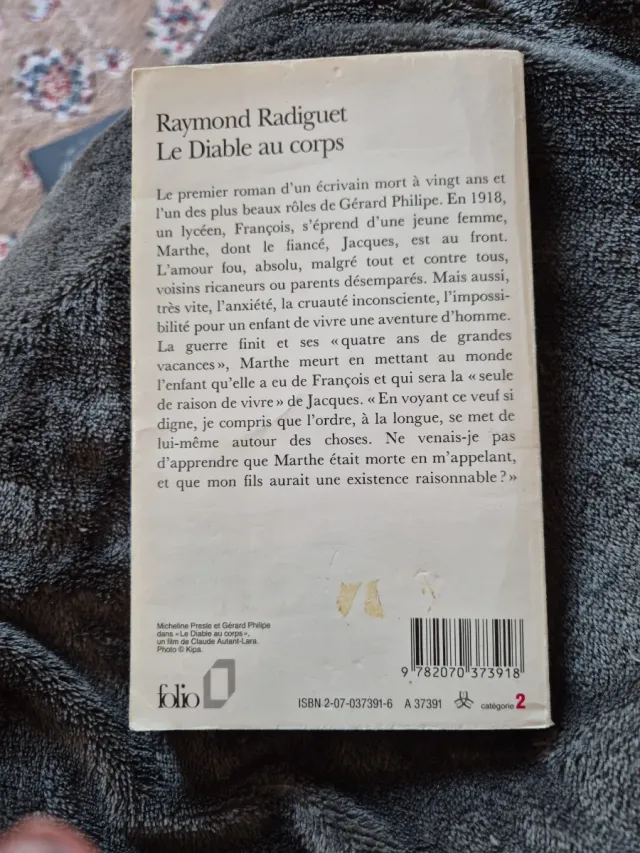 Raymond Radiguet
Le Diable au corps
Le premier roman d'un écrivain mort à vingt ans et
l'un des plus beaux rôles de Gérard Philipe. En 1918,
un lycéen, François, s'éprend d'une jeune femme,
Marthe, dont le fiancé, Jacques, est au front.
L'amour fou, absolu, malgré tout et contre tous,
voisins ricaneurs ou parents désemparés. Mais aussi,
très vite, l'anxiété, la cruauté inconsciente, l'impossi-
bilité pour un enfant de vivre une aventure d'homme.
La guerre finit et ses «quatre ans de grandes
vacances», Marthe meurt en mettant au monde
l'enfant qu'elle a eu de François et qui sera la «seule
de raison de vivre» de Jacques. «En voyant ce veuf si
digne, je compris que l'ordre, à la longue, se met de
lui-même autour des choses. Ne venais-je pas
d'apprendre que Marthe était morte en m'appelant,
et que mon fils aurait une existence raisonnable?»
Micheline Presle et Gérard Philipe
dans «Le Diable au corps»,
un film de Claude Autant-Lara.
Photo © Kipa.
folio
9 782070 373918
ISBN 2-07-037391-6 A 37391 catégorie 2